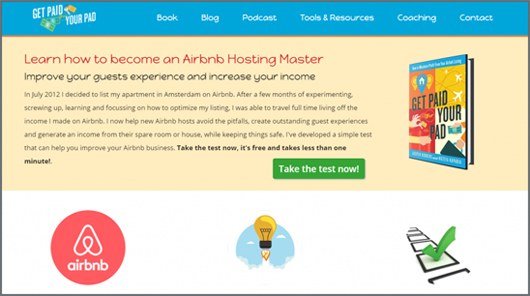 GET PAID
YOUR PAD
Book Blog Podcast Tools & Resources Coaching Contact
Learn how to become an Airbnb Hosting Master
Improve your guests experience and increase your income
In July 2012 I decided to list my apartment in Amsterdam on Airbnb. After a few months of experimenting,
screwing up, learning and focussing on how to optimize my listing, I was able to travel full time living off the
income I made on Airbnb. I now help new Airbnb hosts avoid the pitfalls, create outstanding guest experiences
and generate an income from their spare room or house, while keeping things safe. I've developed a simple test
that can help you improve your Airbnb business. Take the test now, it's free and takes less than one
minute!.
Take the test now!
GET PAID
YOUR
PAD
airbnb